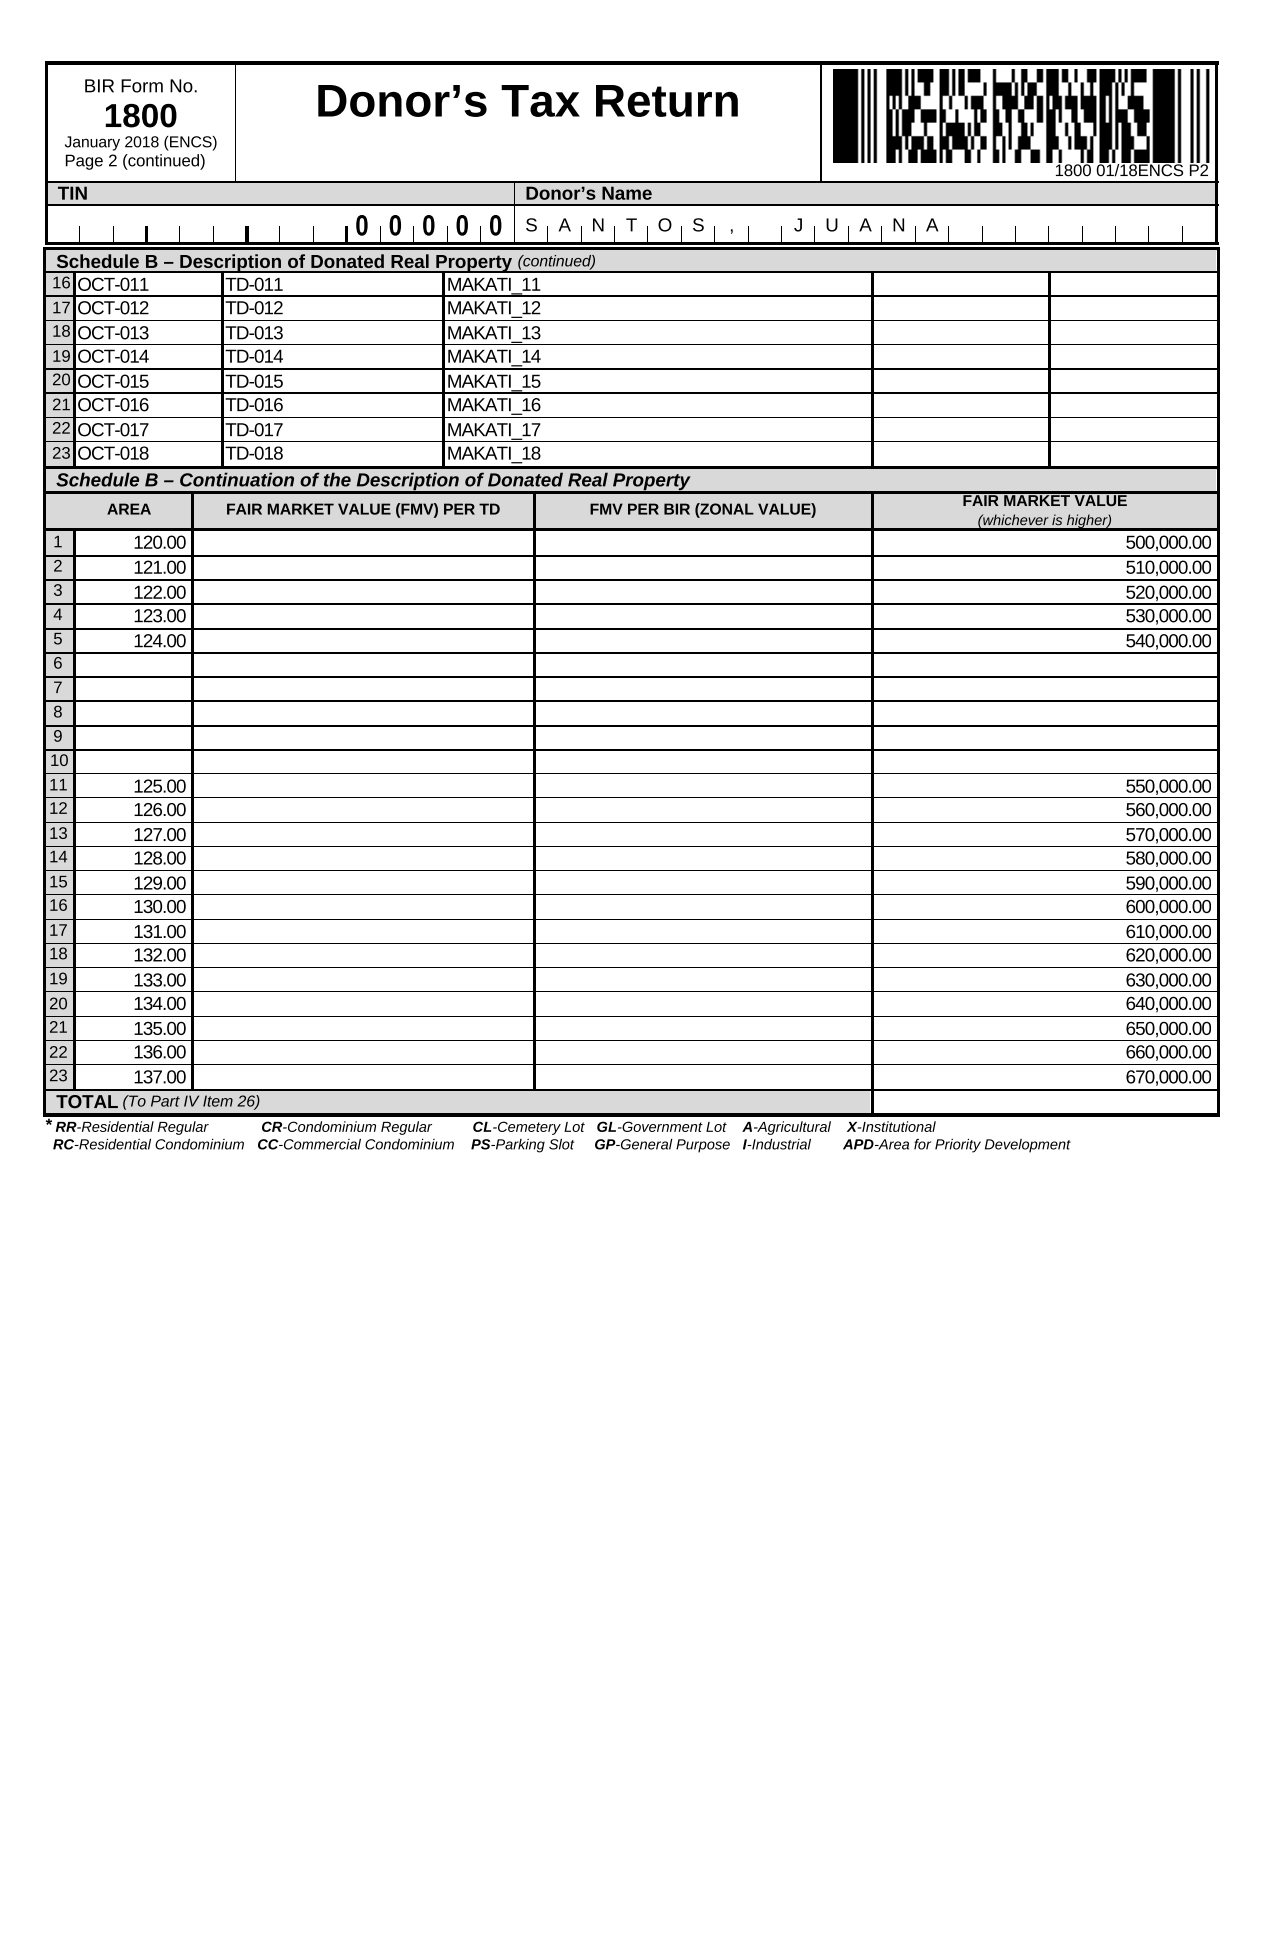 BIR Form No.
1800
January 2018 (ENCS)
Page 2 (continued)
Donor’s Tax Return
1800 01/18ENCS P2
TIN Donor’s Name
0 0 0 0 0 S A N T O S , J U A N A
Schedule B – Description of Donated Real Property (continued)
16 OCT-011 TD-011 MAKATI_11
17 OCT-012 TD-012 MAKATI_12
18 OCT-013 TD-013 MAKATI_13
19 OCT-014 TD-014 MAKATI_14
20 OCT-015 TD-015 MAKATI_15
21 OCT-016 TD-016 MAKATI_16
22 OCT-017 TD-017 MAKATI_17
23 OCT-018 TD-018 MAKATI_18
Schedule B – Continuation of the Description of Donated Real Property
AREA FAIR MARKET VALUE (FMV) PER TD FMV PER BIR (ZONAL VALUE) FAIR MARKET VALUE
(whichever is higher)
1 120.00 500,000.00
2 121.00 510,000.00
3 122.00 520,000.00
4 123.00 530,000.00
5 124.00 540,000.00
6
7
8
9
10
11 125.00 550,000.00
12 126.00 560,000.00
13 127.00 570,000.00
14 128.00 580,000.00
15 129.00 590,000.00
16 130.00 600,000.00
17 131.00 610,000.00
18 132.00 620,000.00
19 133.00 630,000.00
20 134.00 640,000.00
21 135.00 650,000.00
22 136.00 660,000.00
23 137.00 670,000.00
TOTAL (To Part IV Item 26)
* RR-Residential Regular CR-Condominium Regular CL-Cemetery Lot GL-Government Lot A-Agricultural X-Institutional
RC-Residential Condominium CC-Commercial Condominium PS-Parking Slot GP-General Purpose I-Industrial APD-Area for Priority Development